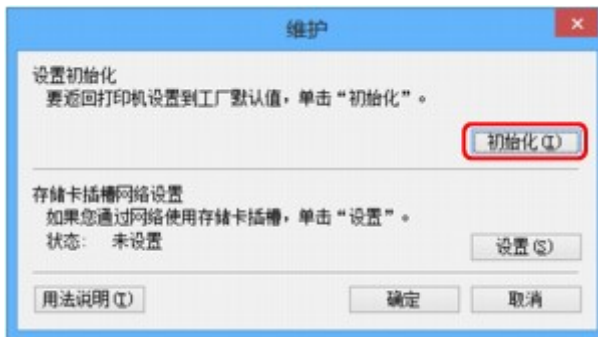 维护
设置初始化
要返回打印机设置到工厂默认值，单击“初始化”。
初始化(I)
存储卡插槽网络设置
如果您通过网络使用存储卡插槽，单击“设置”。
状态： 未设置
设置(S)
用法说明(I)
确定
取消